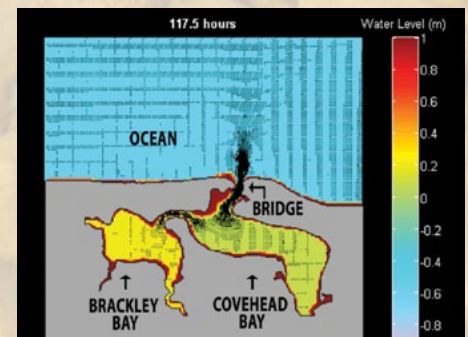 117.5 hours
Water Level (m)
OCEAN
BRIDGE
BRACKLEY
BAY
COVEHEAD
BAY
1
0.8
0.6
0.4
0.2
0
-0.2
-0.4
-0.6
-0.8